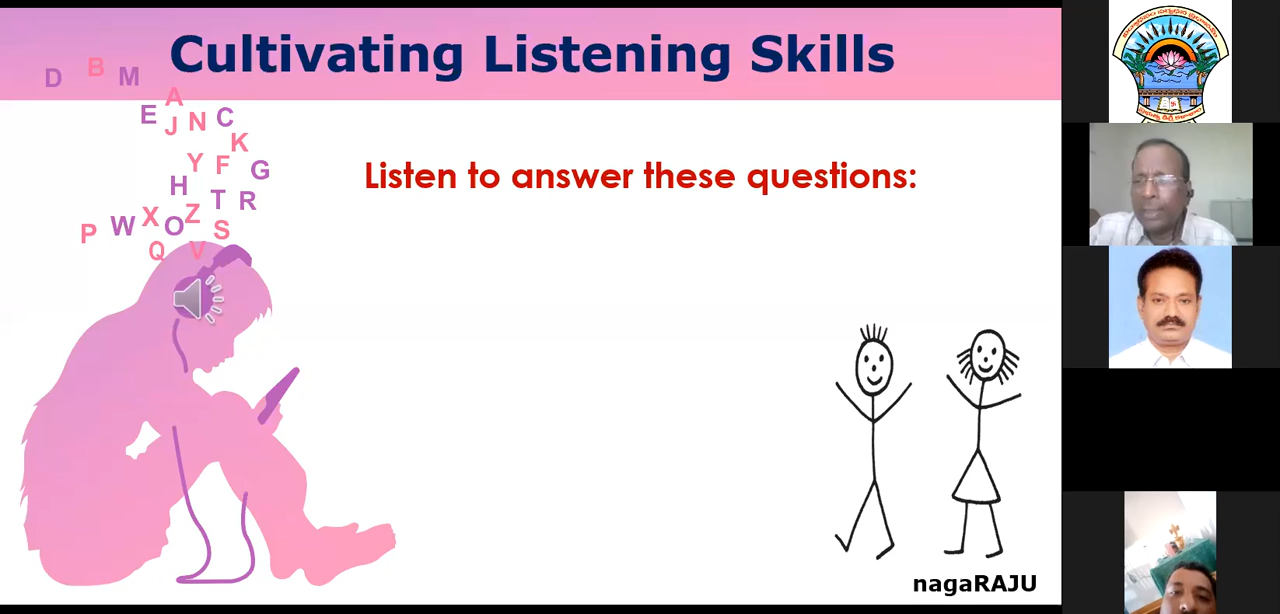 Cultivating Listening Skills
D B M
A
E J N C
K
Y F G
H T R
P W X O Z S
Q V
Listen to answer these questions:
nagaRAJU